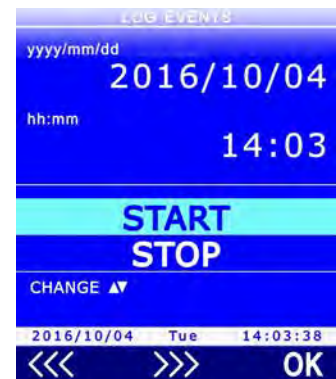 LOG EVENTS
yyyy/mm/dd
2016/10/04
hh:mm
14:03
START
STOP
CHANGE ▲▼
2016/10/04 Tue 14:03:38
<<< >>> OK